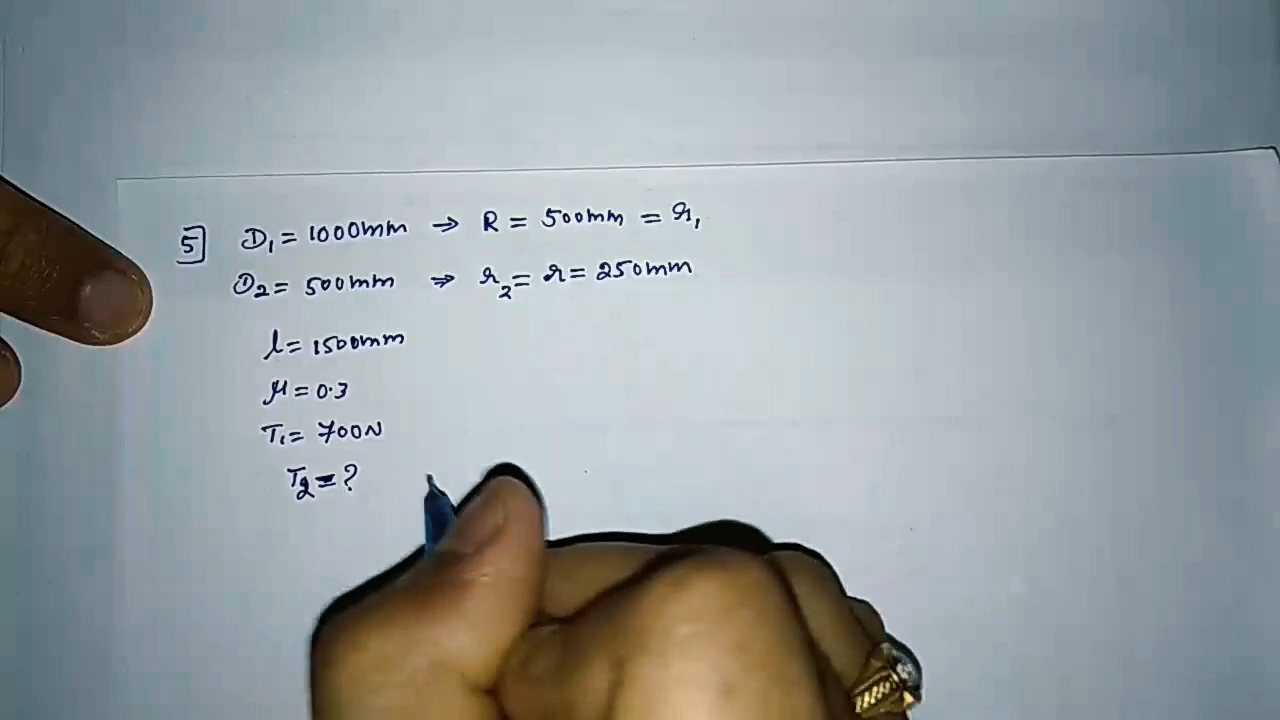 5] D₁ = 1000mm → R = 500mm = r₁
D₂ = 500mm ⇒ r₂ = r = 250mm
l = 1500mm
μ = 0.3
T₁ = 700N
T₂ = ?